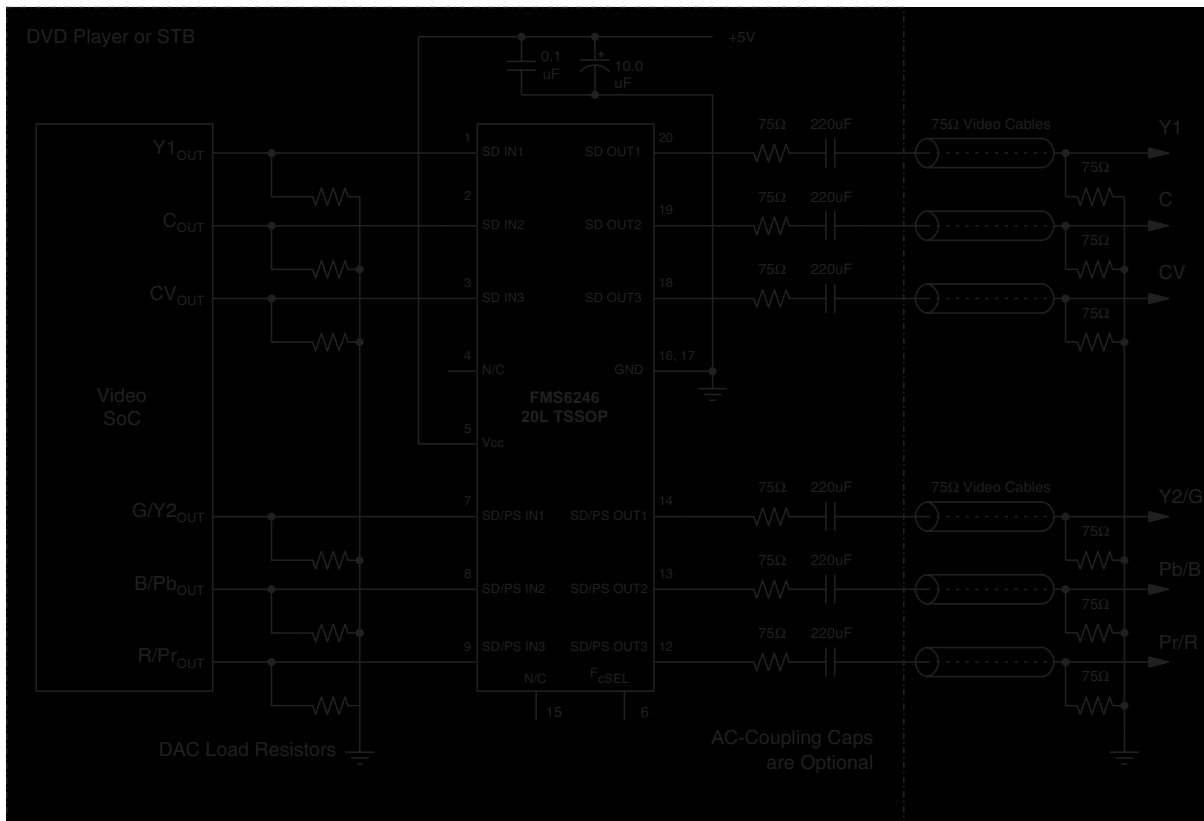 DVD Player or STB
+5V
0.1
uF
+
10.0
uF
Video
SoC
Y1OUT
COUT
CVOUT
G/Y2OUT
B/PbOUT
R/PrOUT
DAC Load Resistors
1
SD IN1
2
SD IN2
3
SD IN3
4
N/C
5
Vcc
7
SD/PS IN1
8
SD/PS IN2
9
SD/PS IN3
FMS6246
20L TSSOP
20
SD OUT1
19
SD OUT2
18
SD OUT3
16, 17
GND
14
SD/PS OUT1
13
SD/PS OUT2
12
SD/PS OUT3
N/C
15
FcSEL
6
75Ω 220uF
75Ω 220uF
75Ω 220uF
75Ω 220uF
75Ω 220uF
75Ω 220uF
AC-Coupling Caps
are Optional
75Ω Video Cables
Y1
75Ω
C
75Ω
CV
75Ω
75Ω Video Cables
Y2/G
75Ω
Pb/B
75Ω
Pr/R
75Ω